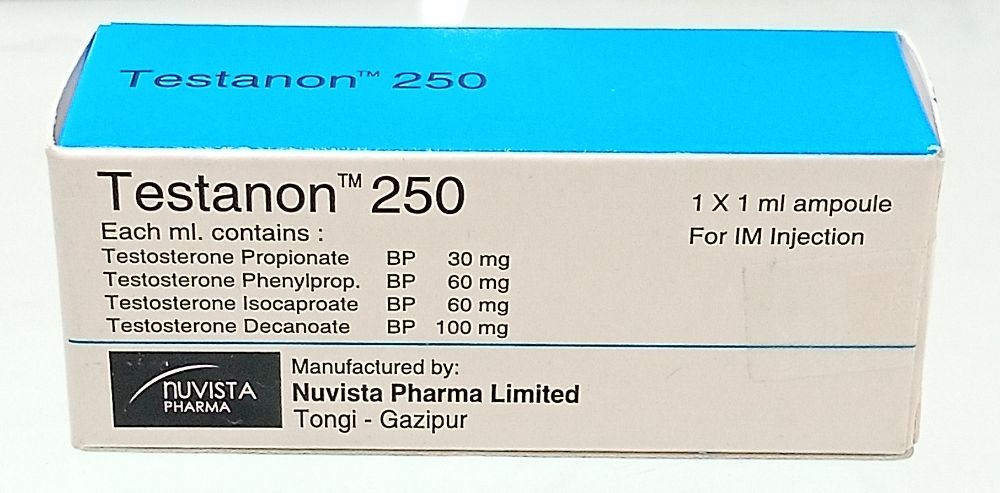 Testanon™ 250
Testanon™ 250
1 X 1 ml ampoule
Each ml. contains :
For IM Injection
Testosterone Propionate BP 30 mg
Testosterone Phenylprop. BP 60 mg
Testosterone Isocaproate BP 60 mg
Testosterone Decanoate BP 100 mg
NUVISTA
PHARMA
Manufactured by:
Nuvista Pharma Limited
Tongi - Gazipur